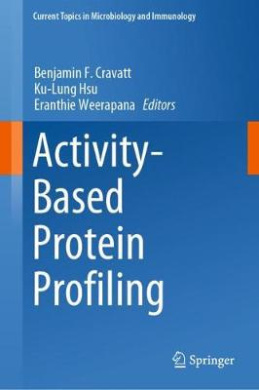 Current Topics in Microbiology and Immunology
Benjamin F. Cravatt
Ku-Lung Hsu
Eranthie Weerapana Editors
Activity-
Based
Protein
Profiling
Springer